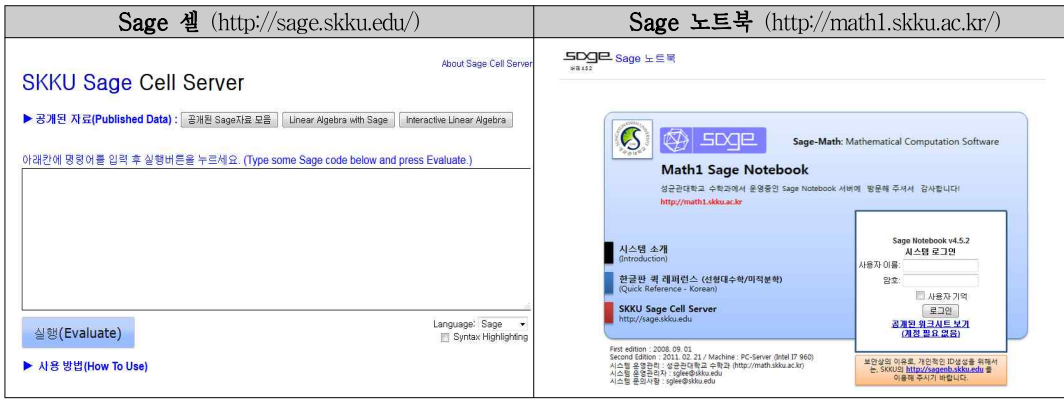 Sage 셀 (http://sage.skku.edu/)
Sage 노트북 (http://math1.skku.ac.kr/)
About Sage Cell Server
SKKU Sage Cell Server
▶ 공개된 자료(Published Data) : 공개된 Sage자료 모음 Linear Algebra with Sage Interactive Linear Algebra
아래칸에 명령어를 입력 후 실행버튼을 누르세요. (Type some Sage code below and press Evaluate.)
실행(Evaluate)
Language: Sage
Syntax Highlighting
▶ 사용 방법(How To Use)
sage Sage 노트북
버전 4.5.2
sage Sage-Math: Mathematical Computation Software
Math1 Sage Notebook
성균관대학교 수학과에서 운영중인 Sage Notebook 서버에 방문해 주셔서 감사합니다!
http://math1.skku.ac.kr
시스템 소개
(Introduction)
한글판 퀵 레퍼런스 (선형대수학/미적분학)
(Quick Reference - Korean)
SKKU Sage Cell Server
http://sage.skku.edu
Sage Notebook v4.5.2
시스템 로그인
사용자 이름:
암호:
사용자 기억
로그인
공개된 워크시트 보기
(계정 필요 없음)
First edition : 2008. 09. 01
Second Edition : 2011. 02. 21 / Machine : PC-Server (Intel I7 960)
시스템 운영관리 : 성균관대학교 수학과 (http://math1.skku.ac.kr)
시스템 운영관리자 : sglee@skku.edu
시스템 문의사항 : sglee@skku.edu
보안상의 이유로, 개인적인 ID생성을 위해서
는, SKKU의 http://sagenb.skku.edu 를
이용해 주시기 바랍니다.